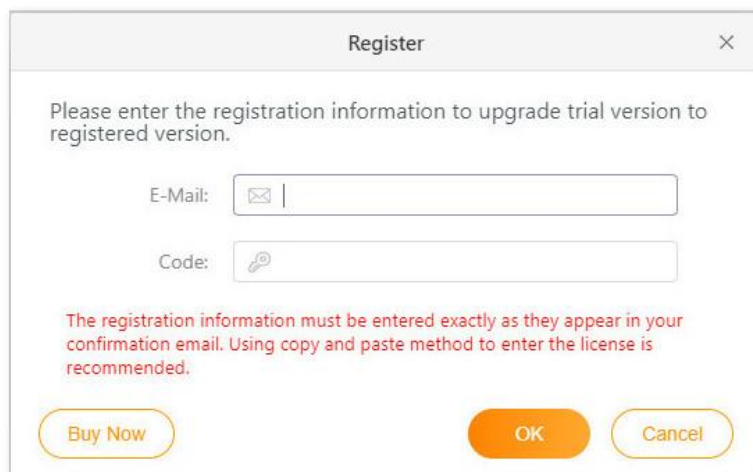 Register
Please enter the registration information to upgrade trial version to
registered version.
E-Mail:
Code:
The registration information must be entered exactly as they appear in your
confirmation email. Using copy and paste method to enter the license is
recommended.
Buy Now
OK
Cancel